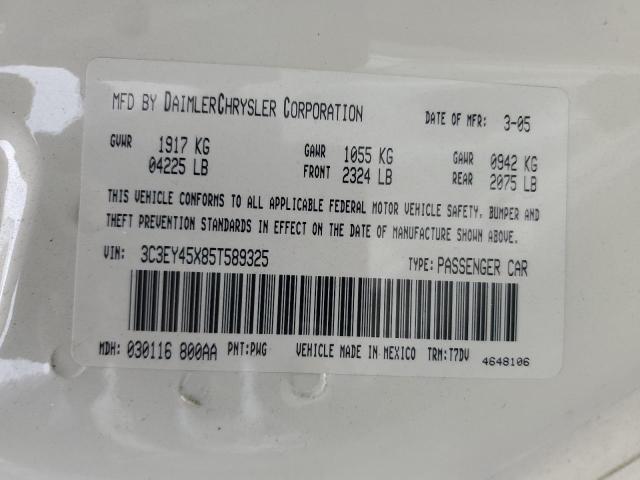 MFD BY DAIMLERCHRYSLER CORPORATION DATE OF MFR: 3-05
GVWR 1917 KG GAWR 1055 KG GAWR 0942 KG
04225 LB FRONT 2324 LB REAR 2075 LB
THIS VEHICLE CONFORMS TO ALL APPLICABLE FEDERAL MOTOR VEHICLE SAFETY, BUMPER AND
THEFT PREVENTION STANDARDS IN EFFECT ON THE DATE OF MANUFACTURE SHOWN ABOVE.
VIN: 3C3EY45X85T589325 TYPE: PASSENGER CAR
MDH: 030116 800AA PNT: PWG VEHICLE MADE IN MEXICO TRM: T7DV
4648106